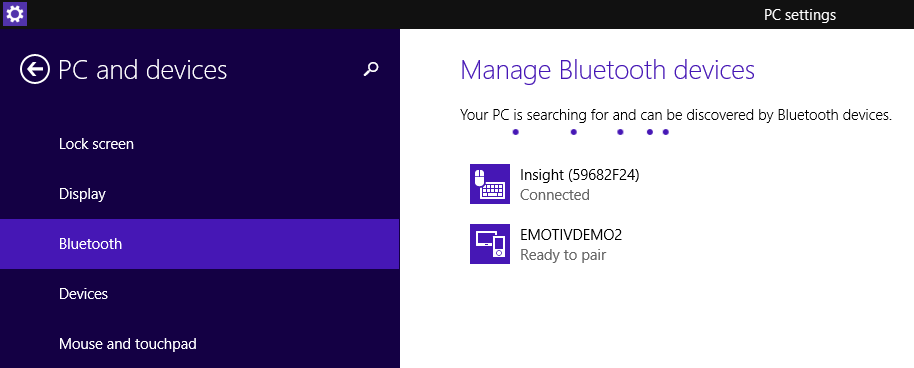 PC settings
PC and devices
Lock screen
Display
Bluetooth
Devices
Mouse and touchpad
Manage Bluetooth devices
Your PC is searching for and can be discovered by Bluetooth devices.
Insight (59682F24)
Connected
EMOTIVDEMO2
Ready to pair